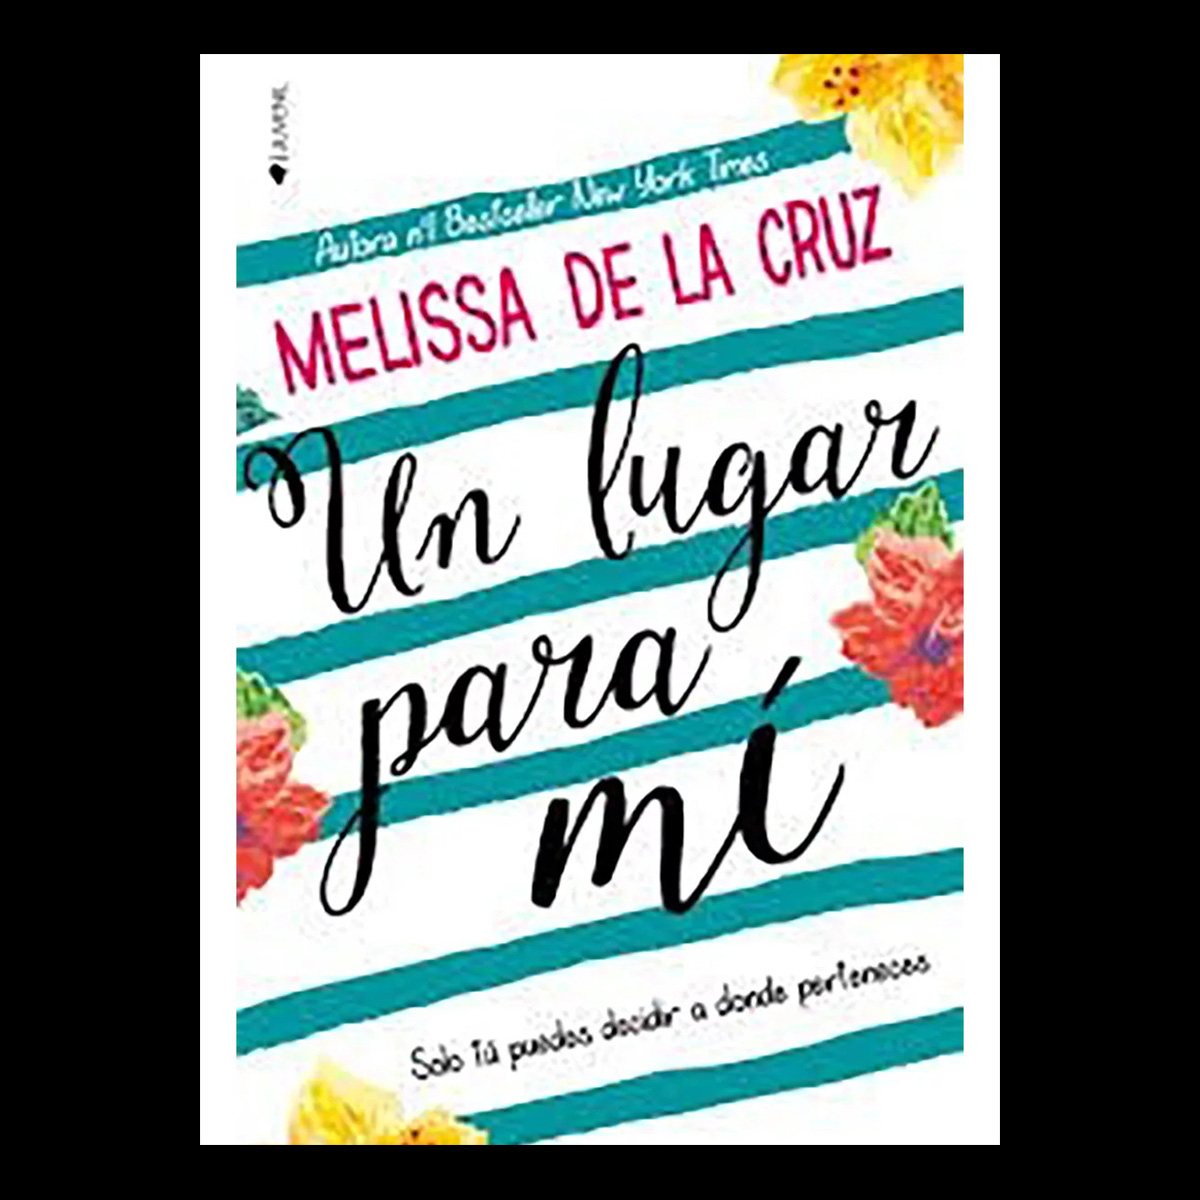 JUVENIL
Autora nº1 Bestseller New York Times
MELISSA DE LA CRUZ
Un lugar
para
mí
Solo tú puedes decidir a donde perteneces